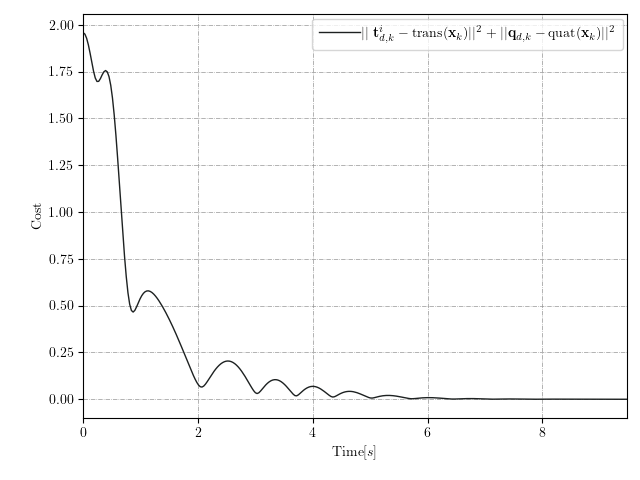 || t^i_{d,k} − trans(x_k)||² + ||q_{d,k} − quat(x_k)||²
2.00
1.75
1.50
1.25
1.00
0.75
0.50
0.25
0.00
Cost
0 2 4 6 8
Time[s]